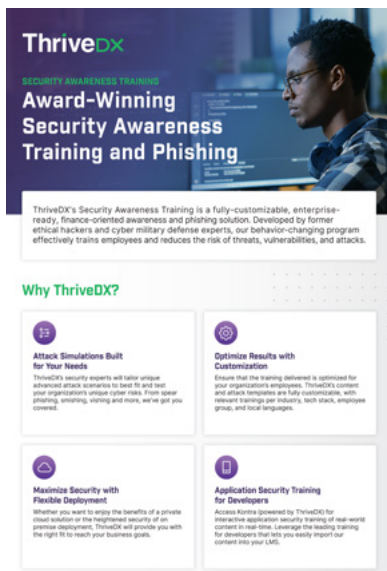 ThriveDX
SECURITY AWARENESS TRAINING
Award-Winning
Security Awareness
Training and Phishing
ThriveDX's Security Awareness Training is a fully-customizable, enterprise-
ready, finance-oriented awareness and phishing solution. Developed by former
ethical hackers and cyber military defense experts, our behavior-changing program
effectively trains employees and reduces the risk of threats, vulnerabilities, and attacks.
Why ThriveDX?
Attack Simulations Built
for Your Needs
ThriveDX's security experts will tailor unique
advanced attack scenarios to best fit and test
your organization's unique cyber risks. From spear
phishing, smishing, vishing and more, we've got you
covered.
Optimize Results with
Customization
Ensure that the training delivered is optimized for
your organization's employees. ThriveDX's content
and attack templates are fully customizable, with
relevant trainings per industry, tech stack, employee
group, and local languages.
Maximize Security with
Flexible Deployment
Whether you want to enjoy the benefits of a private
cloud solution or the heightened security of on
premise deployment, ThriveDX will provide you with
the right fit to reach your business goals.
Application Security Training
for Developers
Access Kontra (powered by ThriveDX) for
interactive application security training of real-world
content in real-time. Leverage the leading training
for developers that lets you easily import our
content into your LMS.